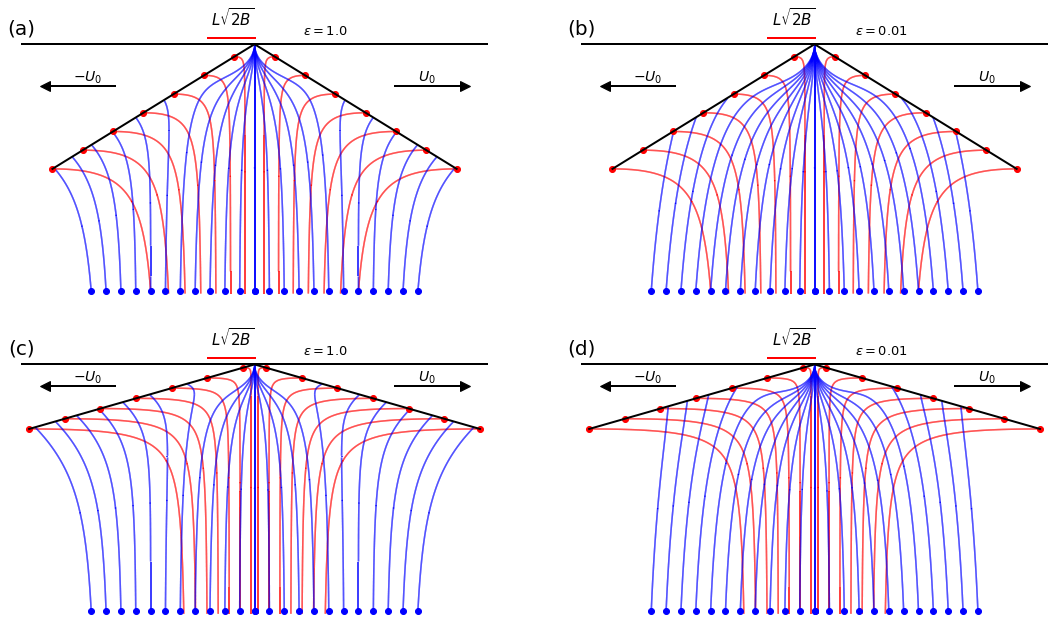 (a) L√2B ε = 1.0
−U₀ U₀
(b) L√2B ε = 0.01
−U₀ U₀
(c) L√2B ε = 1.0
−U₀ U₀
(d) L√2B ε = 0.01
−U₀ U₀